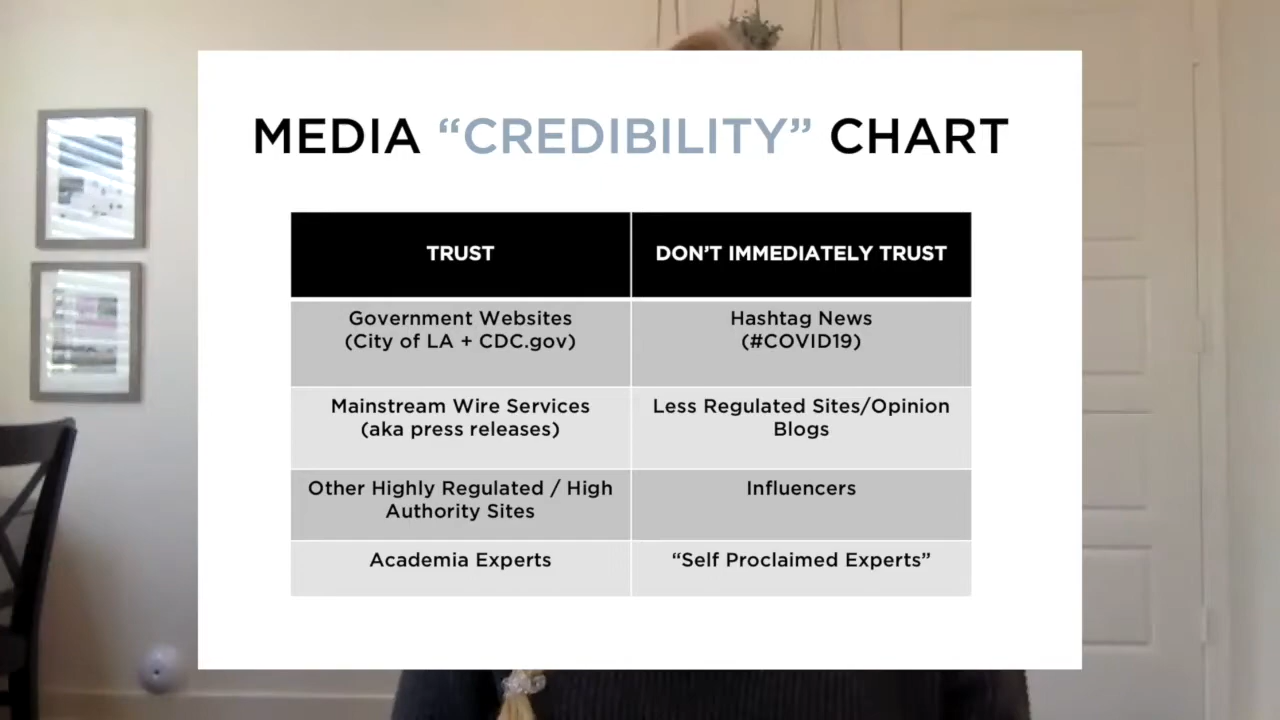 MEDIA “CREDIBILITY” CHART
TRUST
DON’T IMMEDIATELY TRUST
Government Websites
(City of LA + CDC.gov)
Hashtag News
(#COVID19)
Mainstream Wire Services
(aka press releases)
Less Regulated Sites/Opinion
Blogs
Other Highly Regulated / High
Authority Sites
Influencers
Academia Experts
“Self Proclaimed Experts”